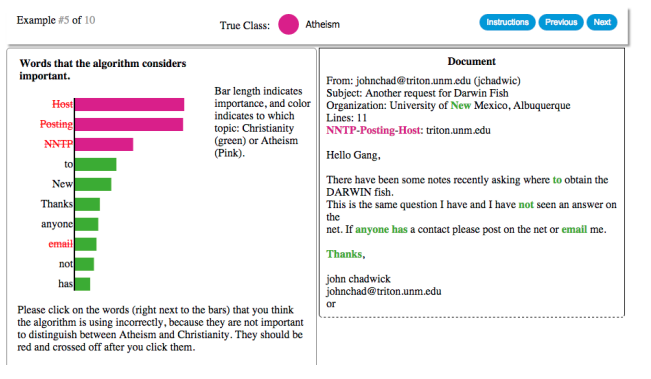 Example #5 of 10
True Class: Atheism
Instructions Previous Next
Words that the algorithm considers
important.
Host
Posting
NNTP
to
New
Thanks
anyone
email
not
has
Bar length indicates
importance, and color
indicates to which
topic: Christianity
(green) or Atheism
(Pink).
Please click on the words (right next to the bars) that you think
the algorithm is using incorrectly, because they are not important
to distinguish between Atheism and Christianity. They should be
red and crossed off after you click them.
Document
From: johnchad@triton.unm.edu (jchadwic)
Subject: Another request for Darwin Fish
Organization: University of New Mexico, Albuquerque
Lines: 11
NNTP-Posting-Host: triton.unm.edu
Hello Gang,
There have been some notes recently asking where to obtain the
DARWIN fish.
This is the same question I have and I have not seen an answer on
the
net. If anyone has a contact please post on the net or email me.
Thanks,
john chadwick
johnchad@triton.unm.edu
or